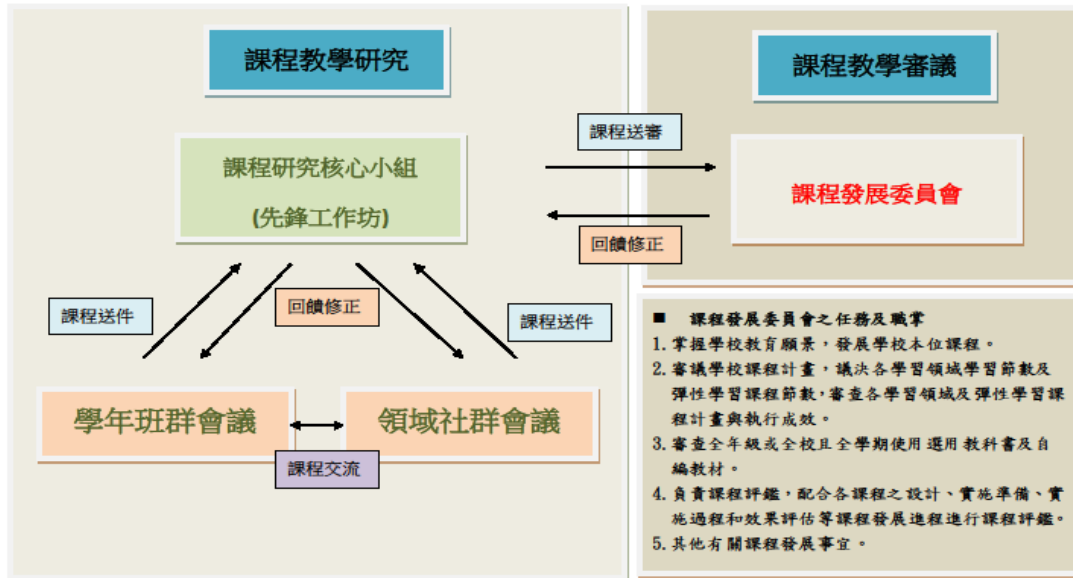 課程教學研究
課程教學審議
課程研究核心小組
(先鋒工作坊)
課程送審
課程發展委員會
回饋修正
課程送件
回饋修正
課程送件
學年班群會議
領域社群會議
課程交流
■ 課程發展委員會之任務及職掌
1. 掌握學校教育願景，發展學校本位課程。
2. 審議學校課程計畫，議決各學習領域學習節數及
彈性學習課程節數，審查各學習領域及彈性學習課
程計畫與執行成效。
3. 審查全年級或全校且全學期使用選用教科書及自
編教材。
4. 負責課程評鑑，配合各課程之設計、實施準備、實
施過程和效果評估等課程發展進程進行課程評鑑。
5. 其他有關課程發展事宜。